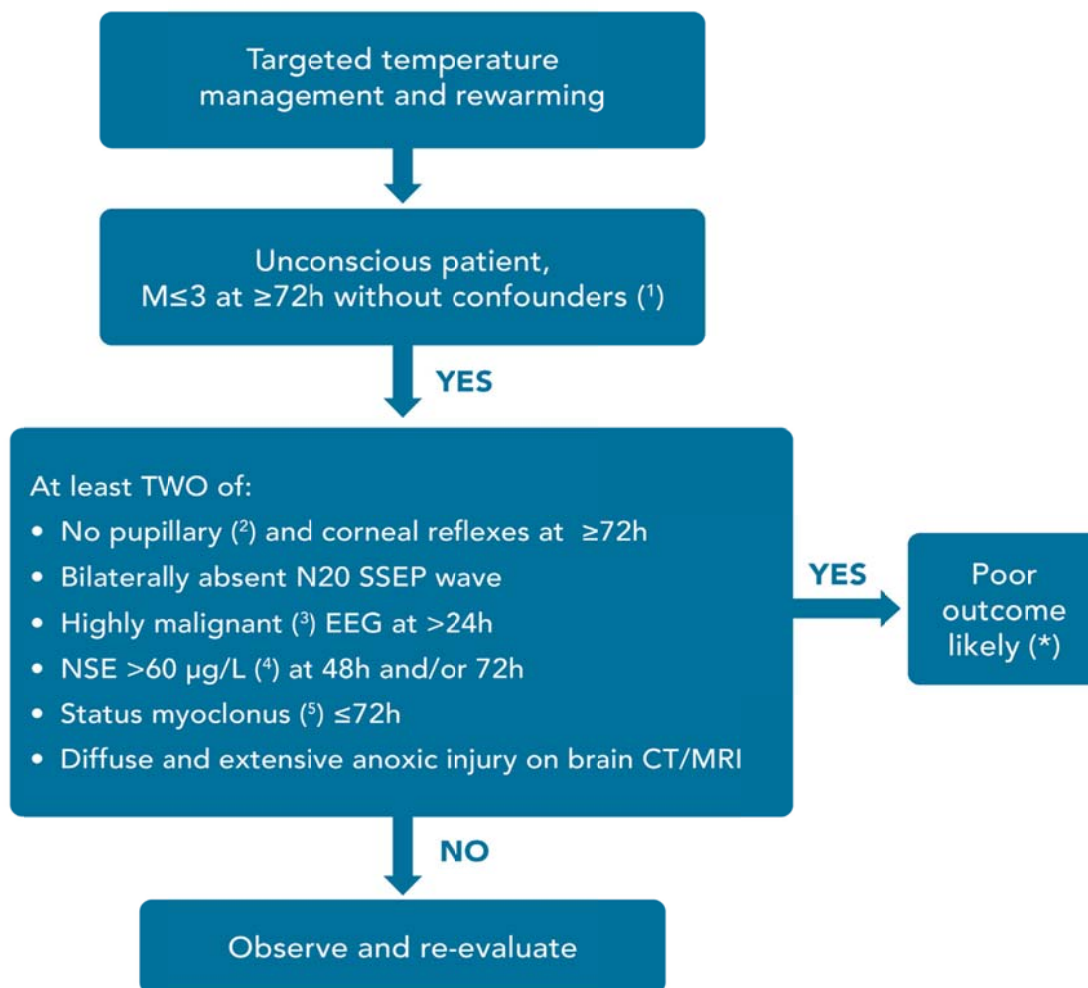 Targeted temperature
management and rewarming
Unconscious patient,
M≤3 at ≥72h without confounders (¹)
YES
At least TWO of:
• No pupillary (²) and corneal reflexes at ≥72h
• Bilaterally absent N20 SSEP wave
• Highly malignant (³) EEG at >24h
• NSE >60 µg/L (⁴) at 48h and/or 72h
• Status myoclonus (⁵) ≤72h
• Diffuse and extensive anoxic injury on brain CT/MRI
YES
Poor
outcome
likely (*)
NO
Observe and re-evaluate